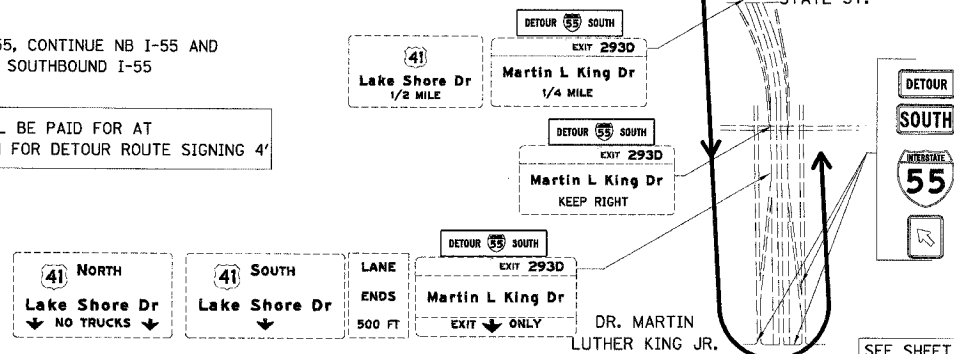 STATE ST.
55, CONTINUE NB I-55 AND
SOUTHBOUND I-55
L BE PAID FOR AT
FOR DETOUR ROUTE SIGNING 4'
DETOUR 55 SOUTH
41
Lake Shore Dr
1/2 MILE
EXIT 293D
Martin L King Dr
1/4 MILE
DETOUR 55 SOUTH
EXIT 293D
Martin L King Dr
KEEP RIGHT
DETOUR
SOUTH
INTERSTATE
55
DETOUR 55 SOUTH
41 NORTH
Lake Shore Dr
NO TRUCKS
41 SOUTH
Lake Shore Dr
LANE
ENDS
500 FT
EXIT 293D
Martin L King Dr
EXIT ONLY
DR. MARTIN
LUTHER KING JR.
SEE SHEET